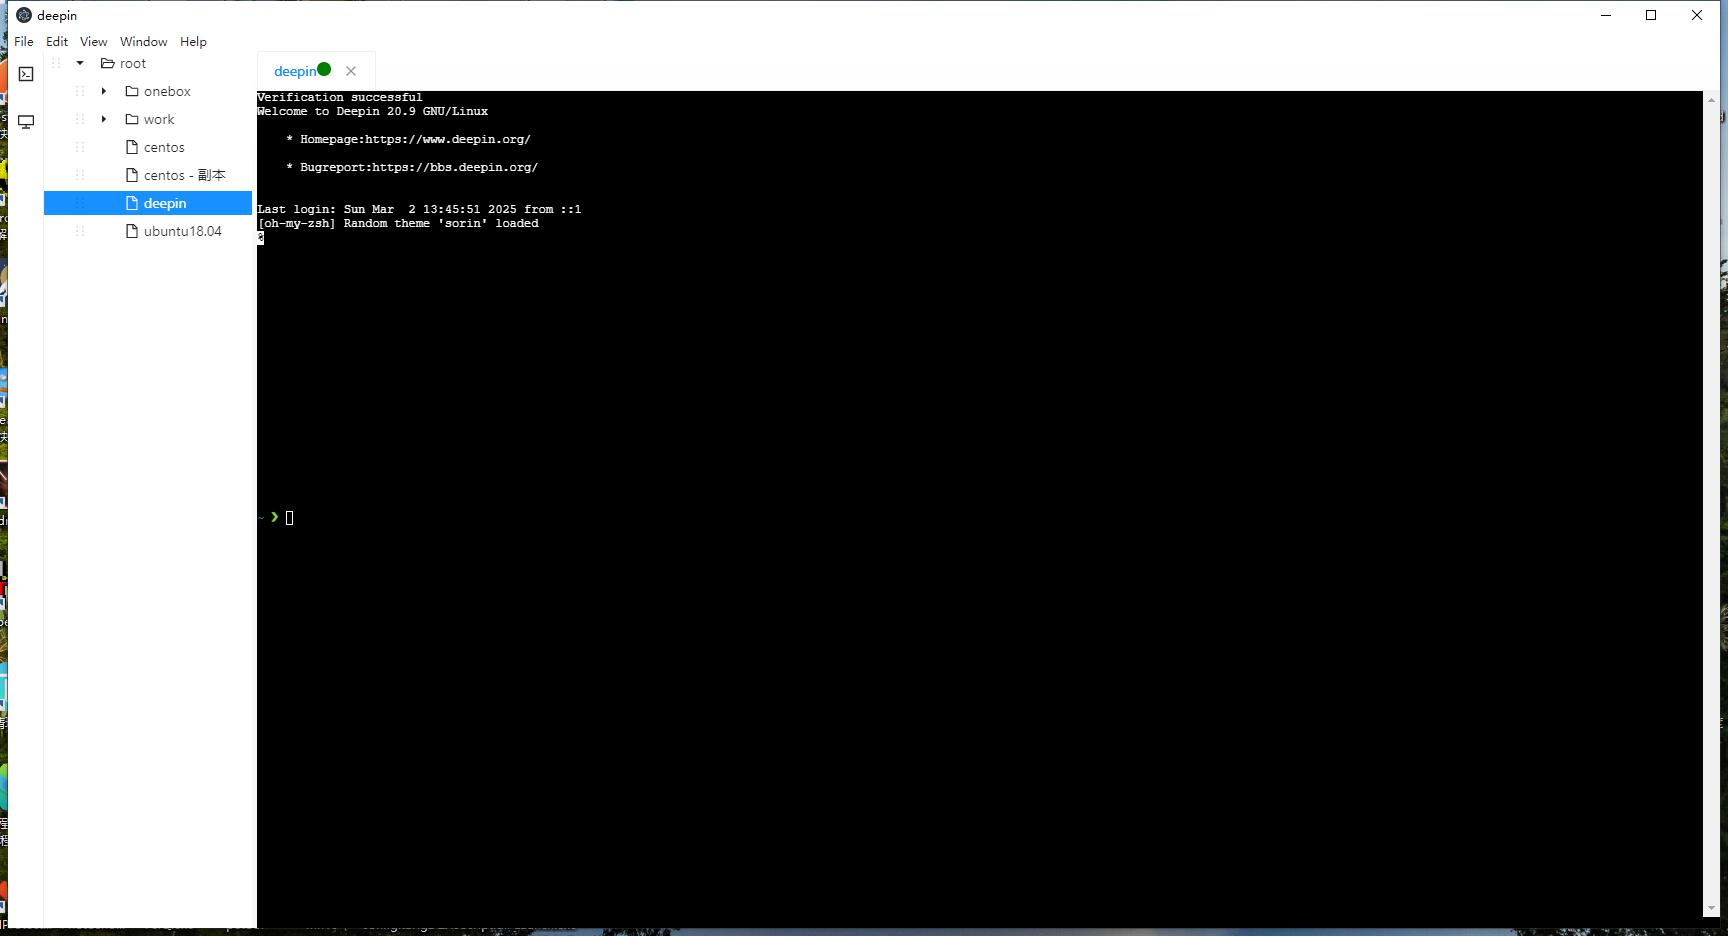 deepin
File Edit View Window Help
root
onebox
work
centos
centos - 副本
deepin
ubuntu18.04
deepin
Verification successful
Welcome to Deepin 20.9 GNU/Linux
* Homepage:https://www.deepin.org/
* Bugreport:https://bbs.deepin.org/
Last login: Sun Mar  2 13:45:51 2025 from ::1
[oh-my-zsh] Random theme 'sorin' loaded
%
~ ❯